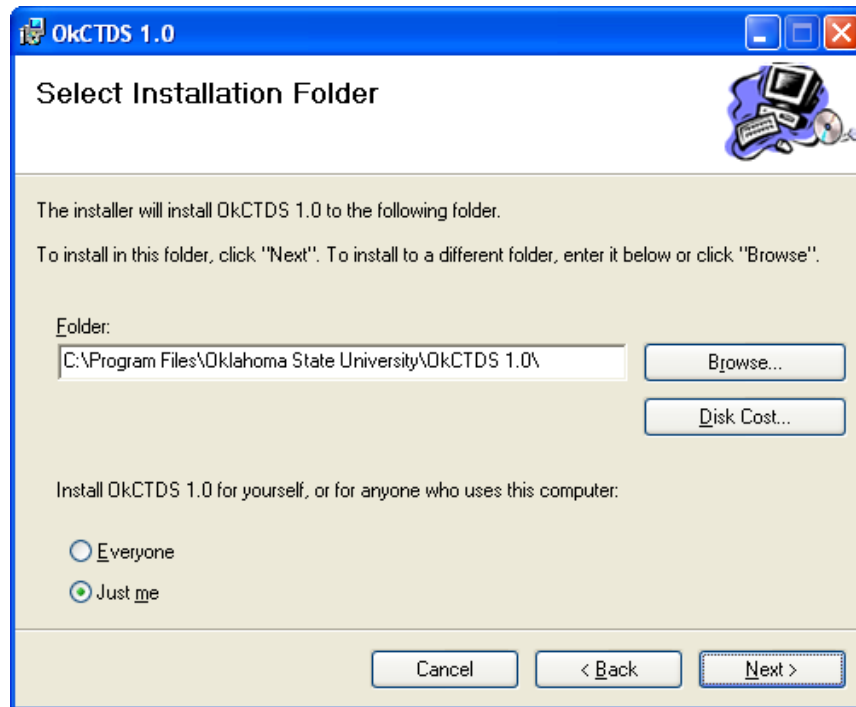 OkCTDS 1.0
Select Installation Folder
The installer will install OkCTDS 1.0 to the following folder.
To install in this folder, click "Next". To install to a different folder, enter it below or click "Browse".
Folder:
C:\Program Files\Oklahoma State University\OkCTDS 1.0\
Browse...
Disk Cost...
Install OkCTDS 1.0 for yourself, or for anyone who uses this computer:
Everyone
Just me
Cancel
< Back
Next >